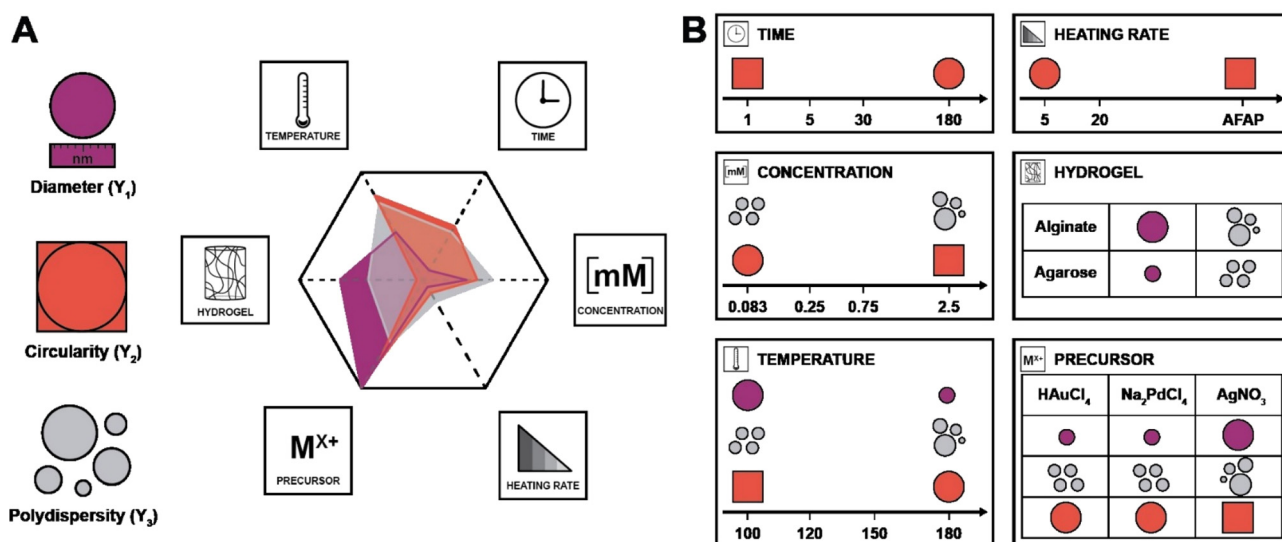 A
nm
Diameter (Y₁)
Circularity (Y₂)
Polydispersity (Y₃)
TEMPERATURE
TIME
HYDROGEL
[mM]
CONCENTRATION
Mˣ⁺
PRECURSOR
HEATING RATE
B
TIME
1 5 30 180
HEATING RATE
5 20 AFAP
[mM] CONCENTRATION
0.083 0.25 0.75 2.5
HYDROGEL
Alginate
Agarose
TEMPERATURE
100 120 150 180
Mˣ⁺ PRECURSOR
HAuCl₄ Na₂PdCl₄ AgNO₃